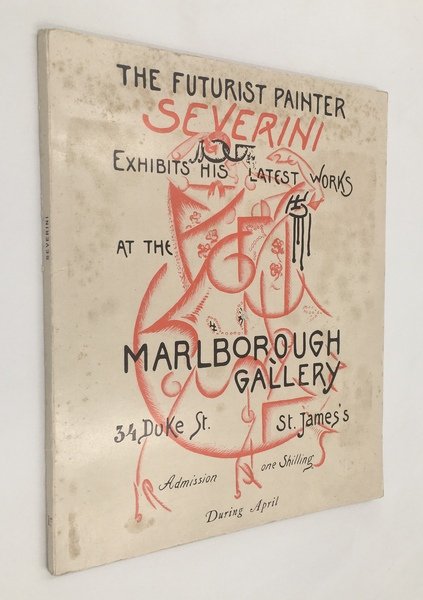 THE FUTURIST PAINTER
SEVERINI
EXHIBITS HIS LATEST WORKS
AT THE
MARLBOROUGH
GALLERY
34, Duke St. St. James's
Admission one Shilling
During April
SEVERINI